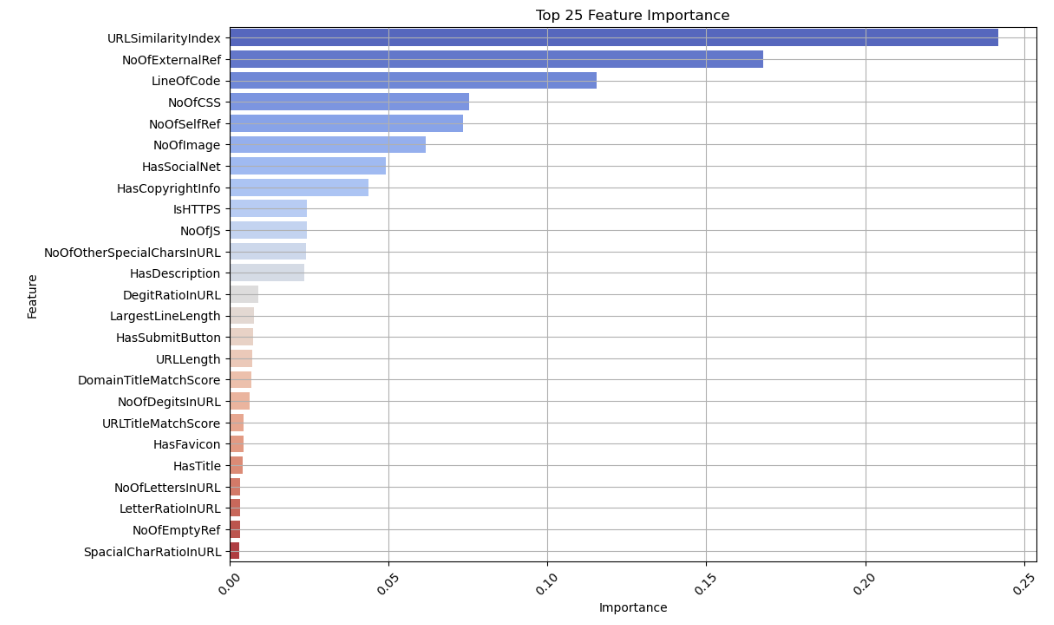 Top 25 Feature Importance
URLSimilarityIndex
NoOfExternalRef
LineOfCode
NoOfCSS
NoOfSelfRef
NoOfImage
HasSocialNet
HasCopyrightInfo
IsHTTPS
NoOfJS
NoOfOtherSpecialCharsInURL
HasDescription
DegitRatioInURL
LargestLineLength
HasSubmitButton
URLLength
DomainTitleMatchScore
NoOfDegitsInURL
URLTitleMatchScore
HasFavicon
HasTitle
NoOfLettersInURL
LetterRatioInURL
NoOfEmptyRef
SpacialCharRatioInURL
Feature
0.00 0.05 0.10 0.15 0.20 0.25
Importance